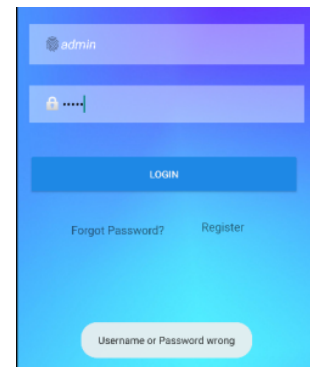 admin
•••••
LOGIN
Forgot Password? Register
Username or Password wrong